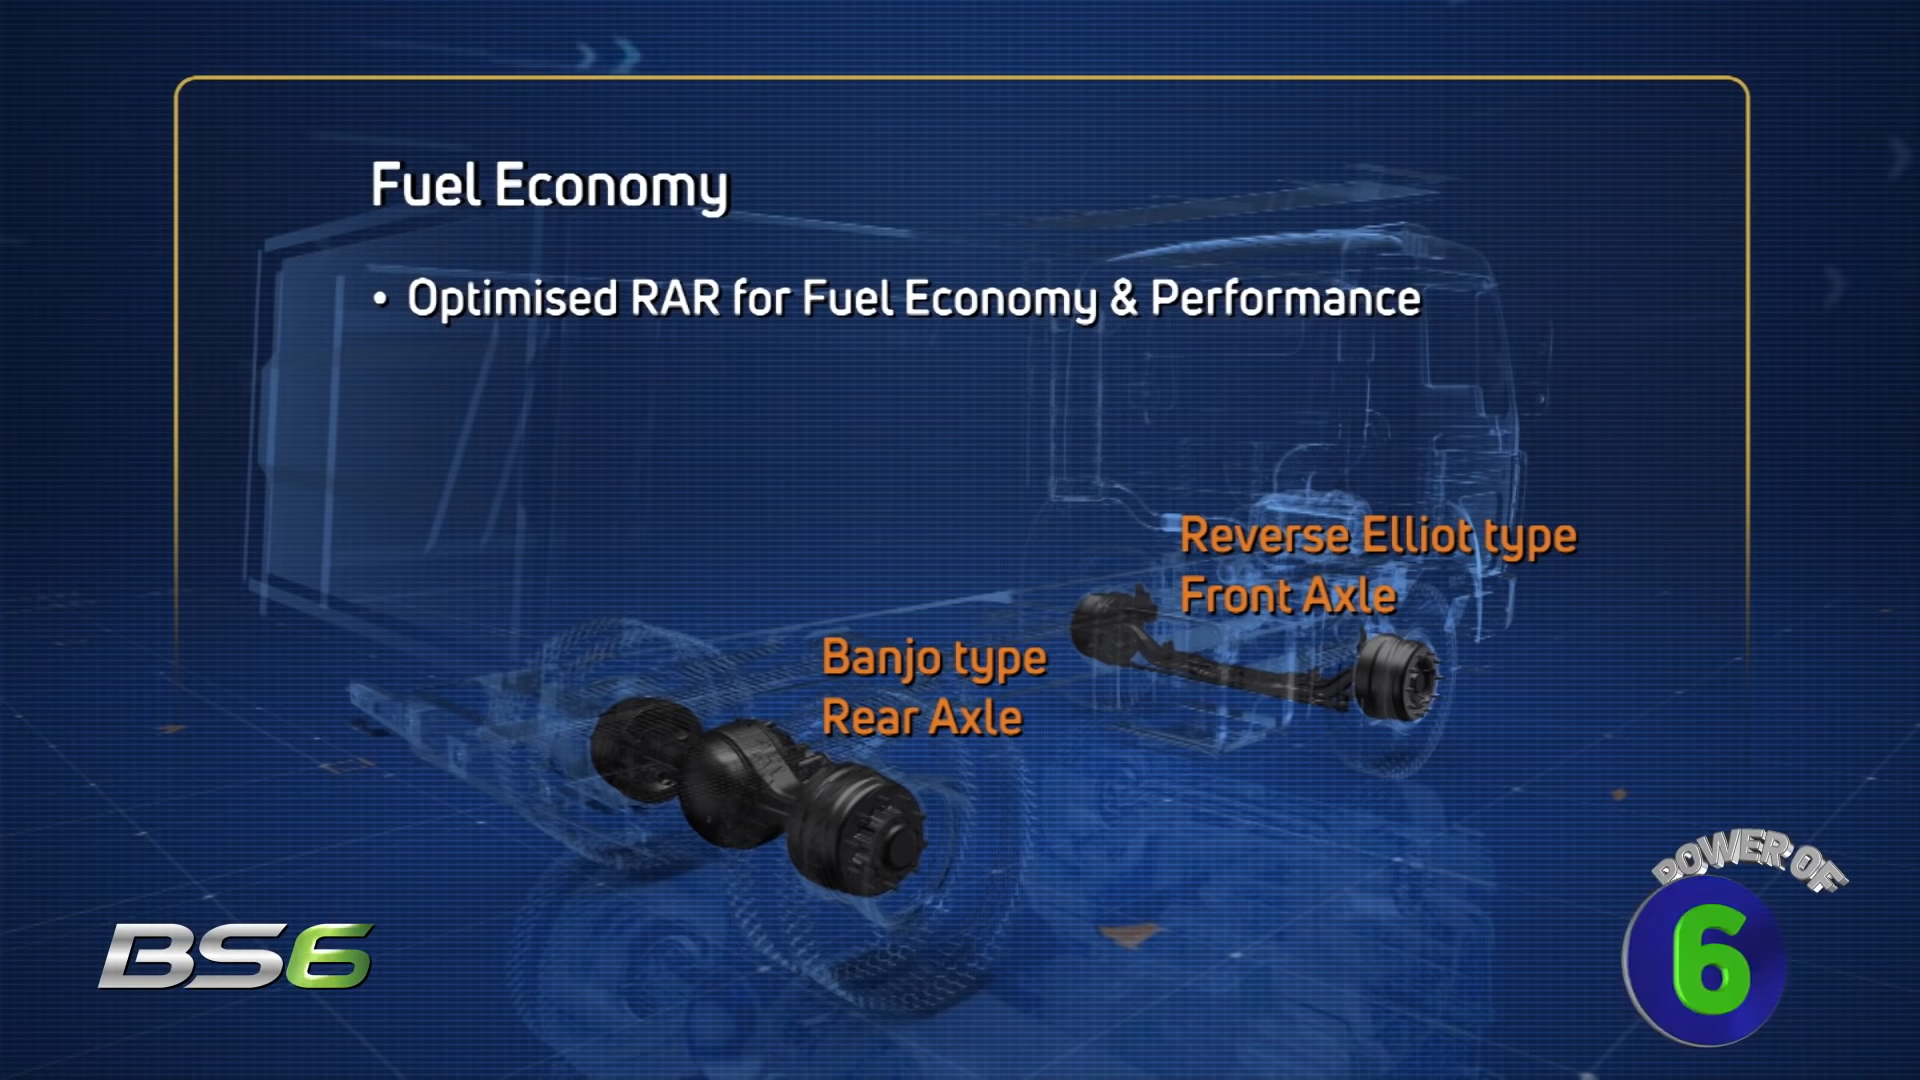 Fuel Economy
• Optimised RAR for Fuel Economy & Performance
Reverse Elliot type
Front Axle
Banjo type
Rear Axle
POWER OF
6
BS6